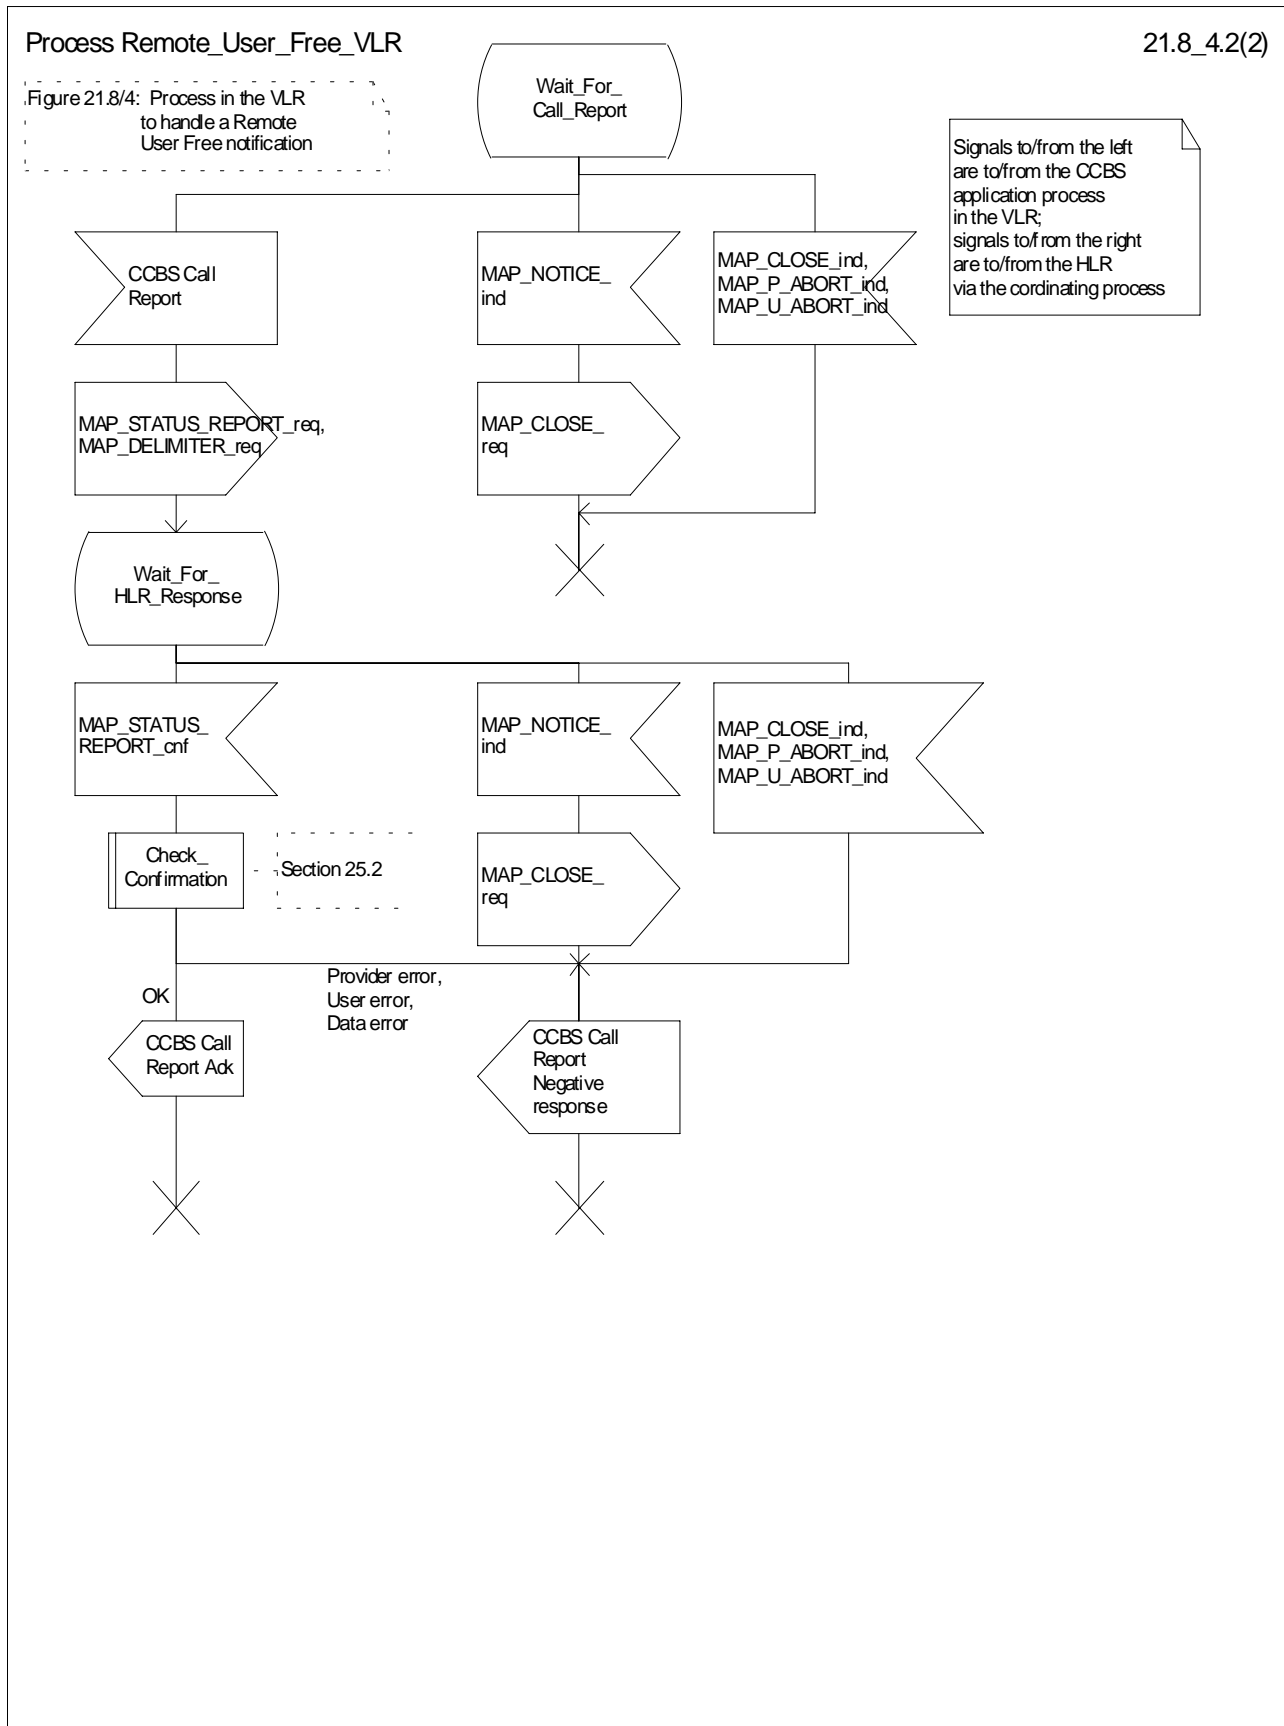 Process Remote_User_Free_VLR
21.8_4.2(2)
Figure 21.8/4: Process in the VLR
to handle a Remote
User Free notification
Wait_For_
Call_Report
Signals to/from the left
are to/from the CCBS
application process
in the VLR;
signals to/from the right
are to/from the HLR
via the cordinating process
CCBS Call
Report
MAP_NOTICE_
ind
MAP_CLOSE_ind,
MAP_P_ABORT_ind,
MAP_U_ABORT_ind
MAP_STATUS_REPORT_req,
MAP_DELIMITER_req
MAP_CLOSE_
req
Wait_For_
HLR_Response
MAP_STATUS_
REPORT_cnf
MAP_NOTICE_
ind
MAP_CLOSE_ind,
MAP_P_ABORT_ind,
MAP_U_ABORT_ind
Check_
Confirmation
Section 25.2
MAP_CLOSE_
req
Provider error,
User error,
Data error
OK
CCBS Call
Report Ack
CCBS Call
Report
Negative
response